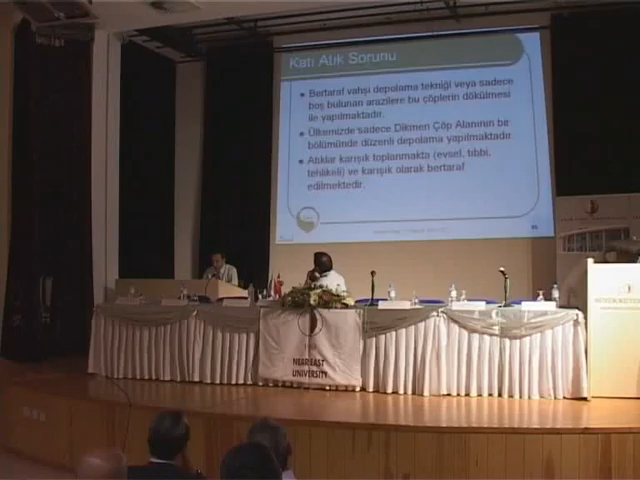 Katı Atık Sorunu
Bertaraf vahşi depolama tekniği veya sadece
boş bulunan arazilere bu çöplerin dökülmesi
ile yapılmaktadır.
Ülkemizde sadece Dikmen Çöp Alanının bir
bölümünde düzenli depolama yapılmaktadır.
Atıklar karışık toplanmakta (evsel, tıbbi,
tehlikeli) ve karışık olarak bertaraf
edilmektedir.
NEAR EAST
UNIVERSITY